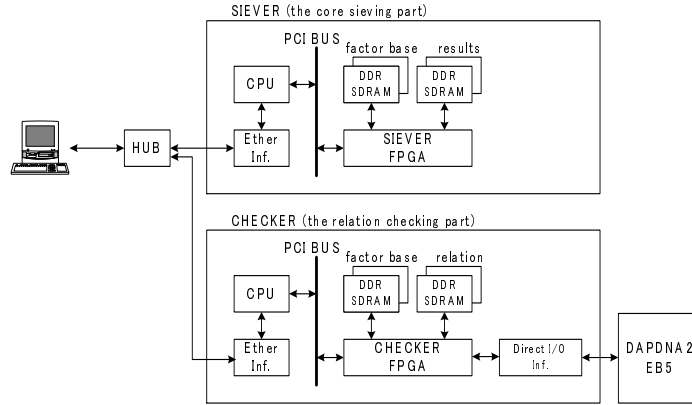 SIEVER (the core sieving part)
PCI BUS
factor base
results
CPU
DDR
SDRAM
DDR
SDRAM
HUB
Ether
Inf.
SIEVER
FPGA
CHECKER (the relation checking part)
PCI BUS
factor base
relation
CPU
DDR
SDRAM
DDR
SDRAM
Ether
Inf.
CHECKER
FPGA
Direct I/O
Inf.
DAPDNA2
EB5